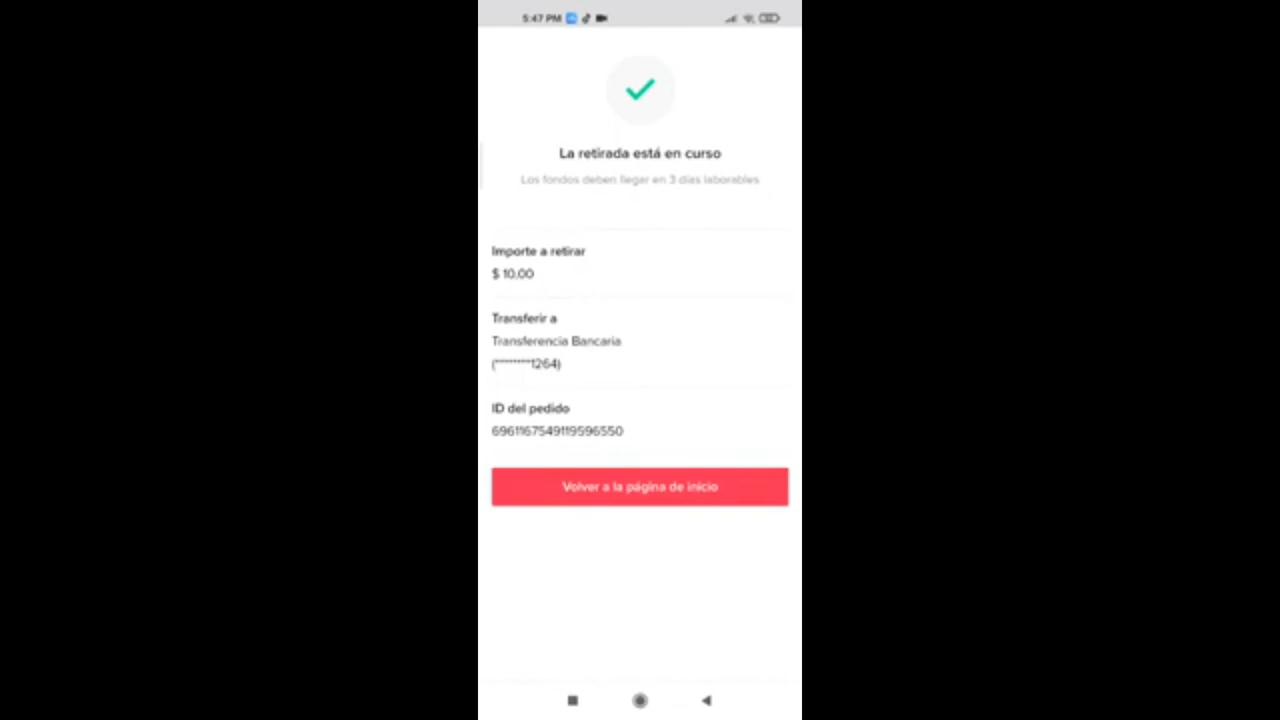 5:47 PM
La retirada está en curso
Los fondos deben llegar en 3 días laborables
Importe a retirar
$ 10.00
Transferir a
Transferencia Bancaria
(*********1264)
ID del pedido
6961167549119596550
Volver a la página de inicio